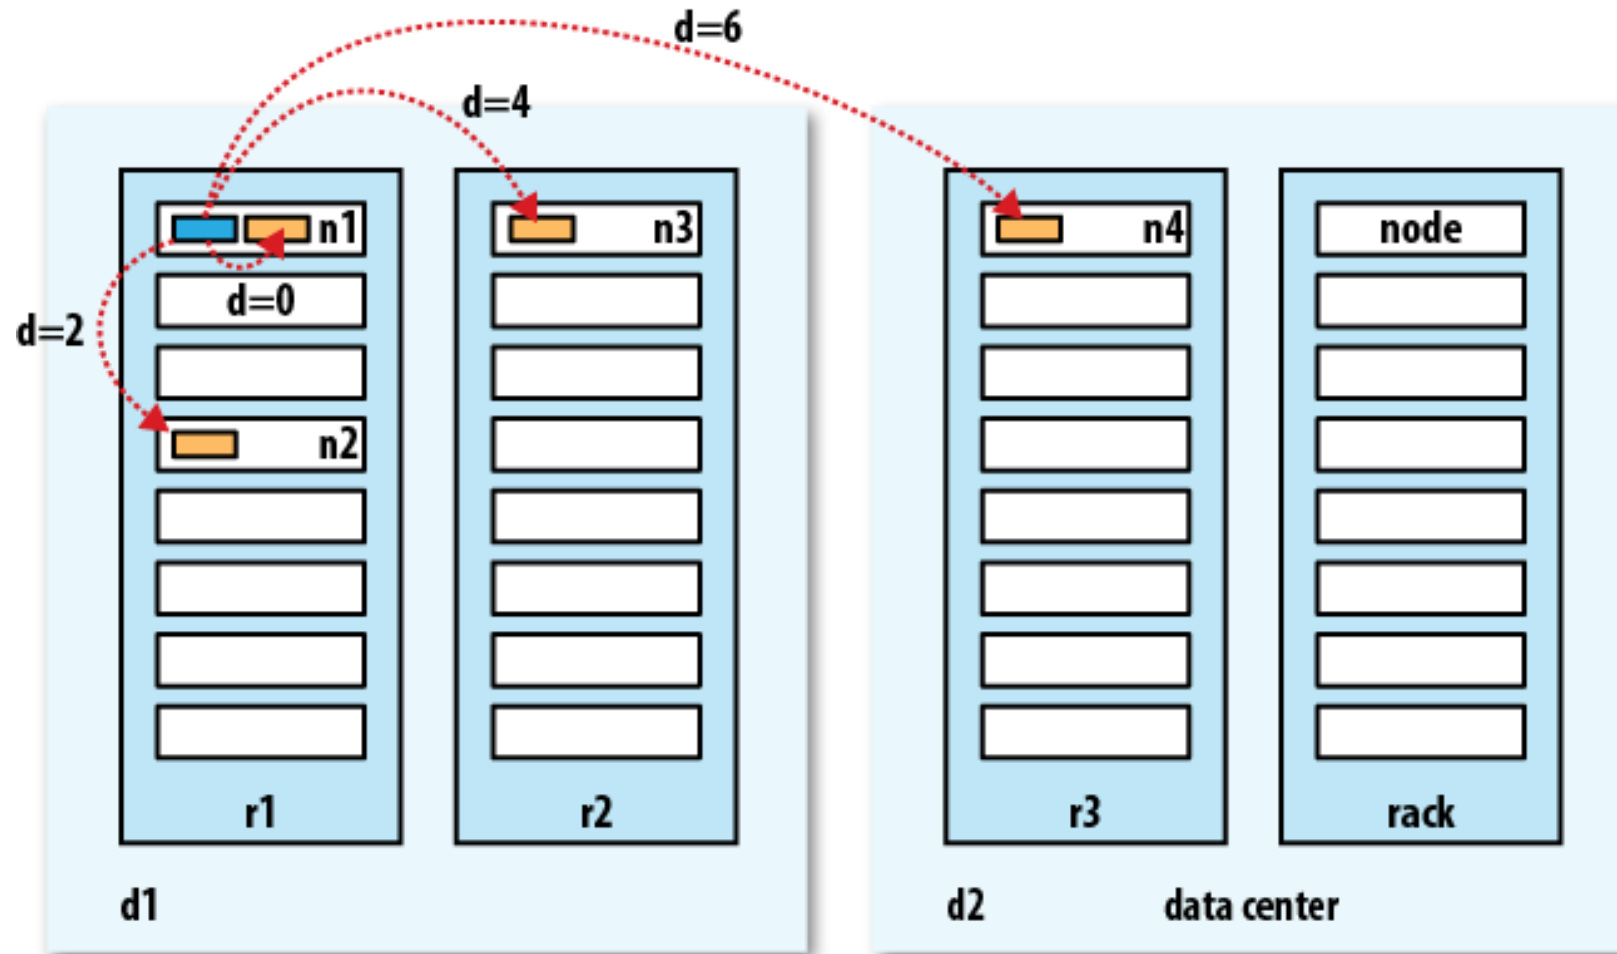 d=6
d=4
n1
n3
n4
node
d=0
d=2
n2
r1
r2
r3
rack
d1
d2
data center